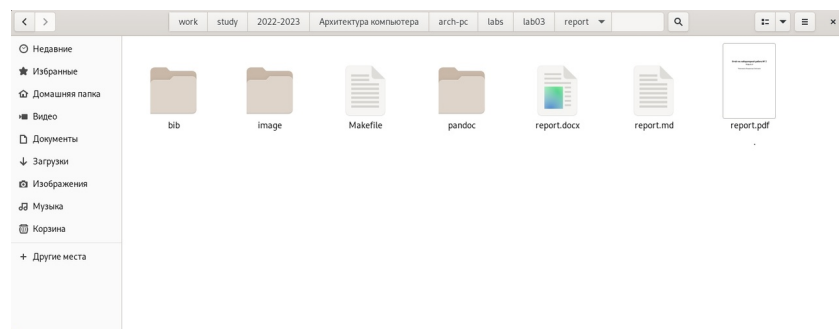 work study 2022-2023 Архитектура компьютера arch-pc labs lab03 report
Недавние
Избранные
Домашняя папка
Видео
Документы
Загрузки
Изображения
Музыка
Корзина
+ Другие места
bib image Makefile pandoc report.docx report.md report.pdf